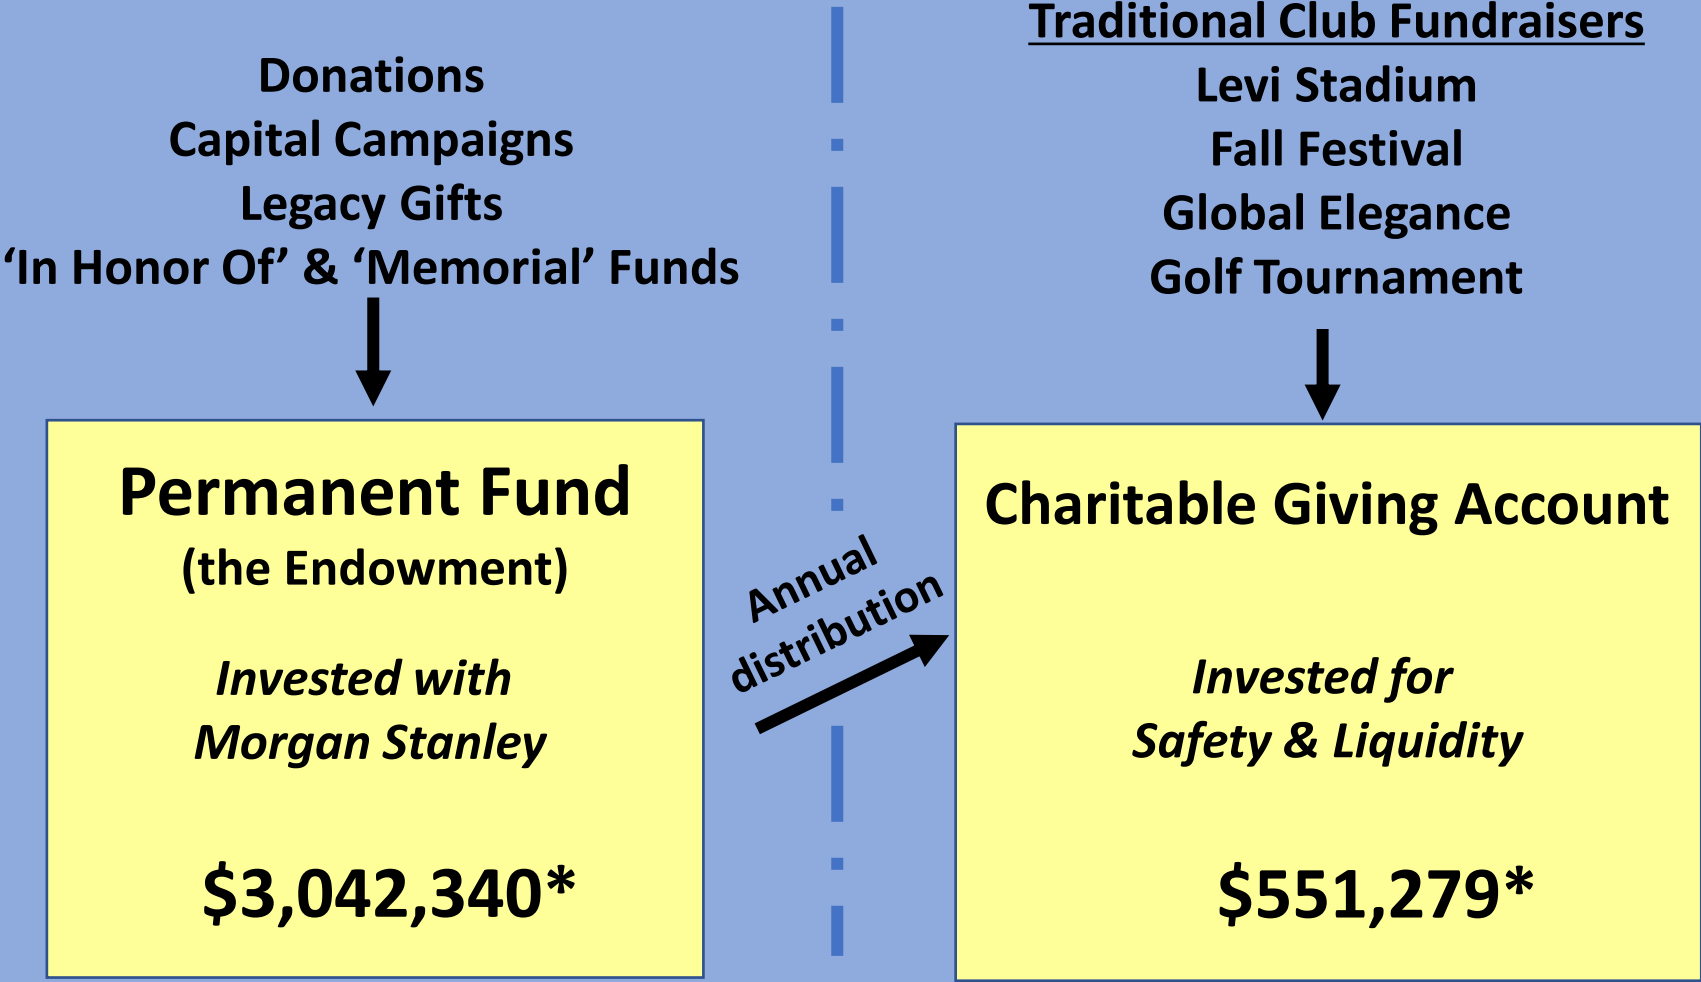 Donations
Capital Campaigns
Legacy Gifts
‘In Honor Of’ & ‘Memorial’ Funds
Permanent Fund
(the Endowment)
Invested with
Morgan Stanley
$3,042,340*
Annual
distribution
Traditional Club Fundraisers
Levi Stadium
Fall Festival
Global Elegance
Golf Tournament
Charitable Giving Account
Invested for
Safety & Liquidity
$551,279*